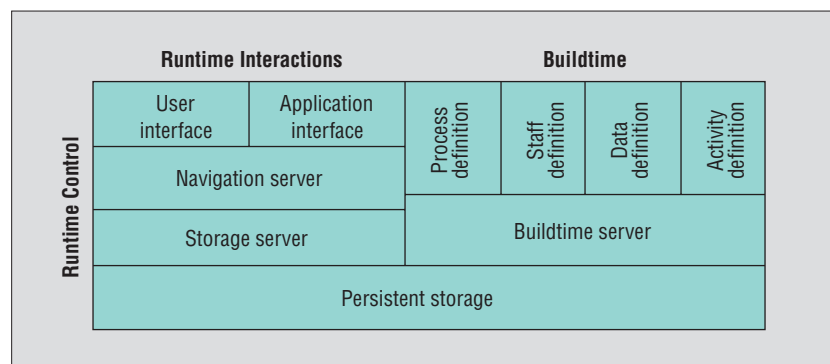 Runtime Interactions
Buildtime
User
interface
Application
interface
Process
definition
Staff
definition
Data
definition
Activity
definition
Runtime Control
Navigation server
Storage server
Buildtime server
Persistent storage